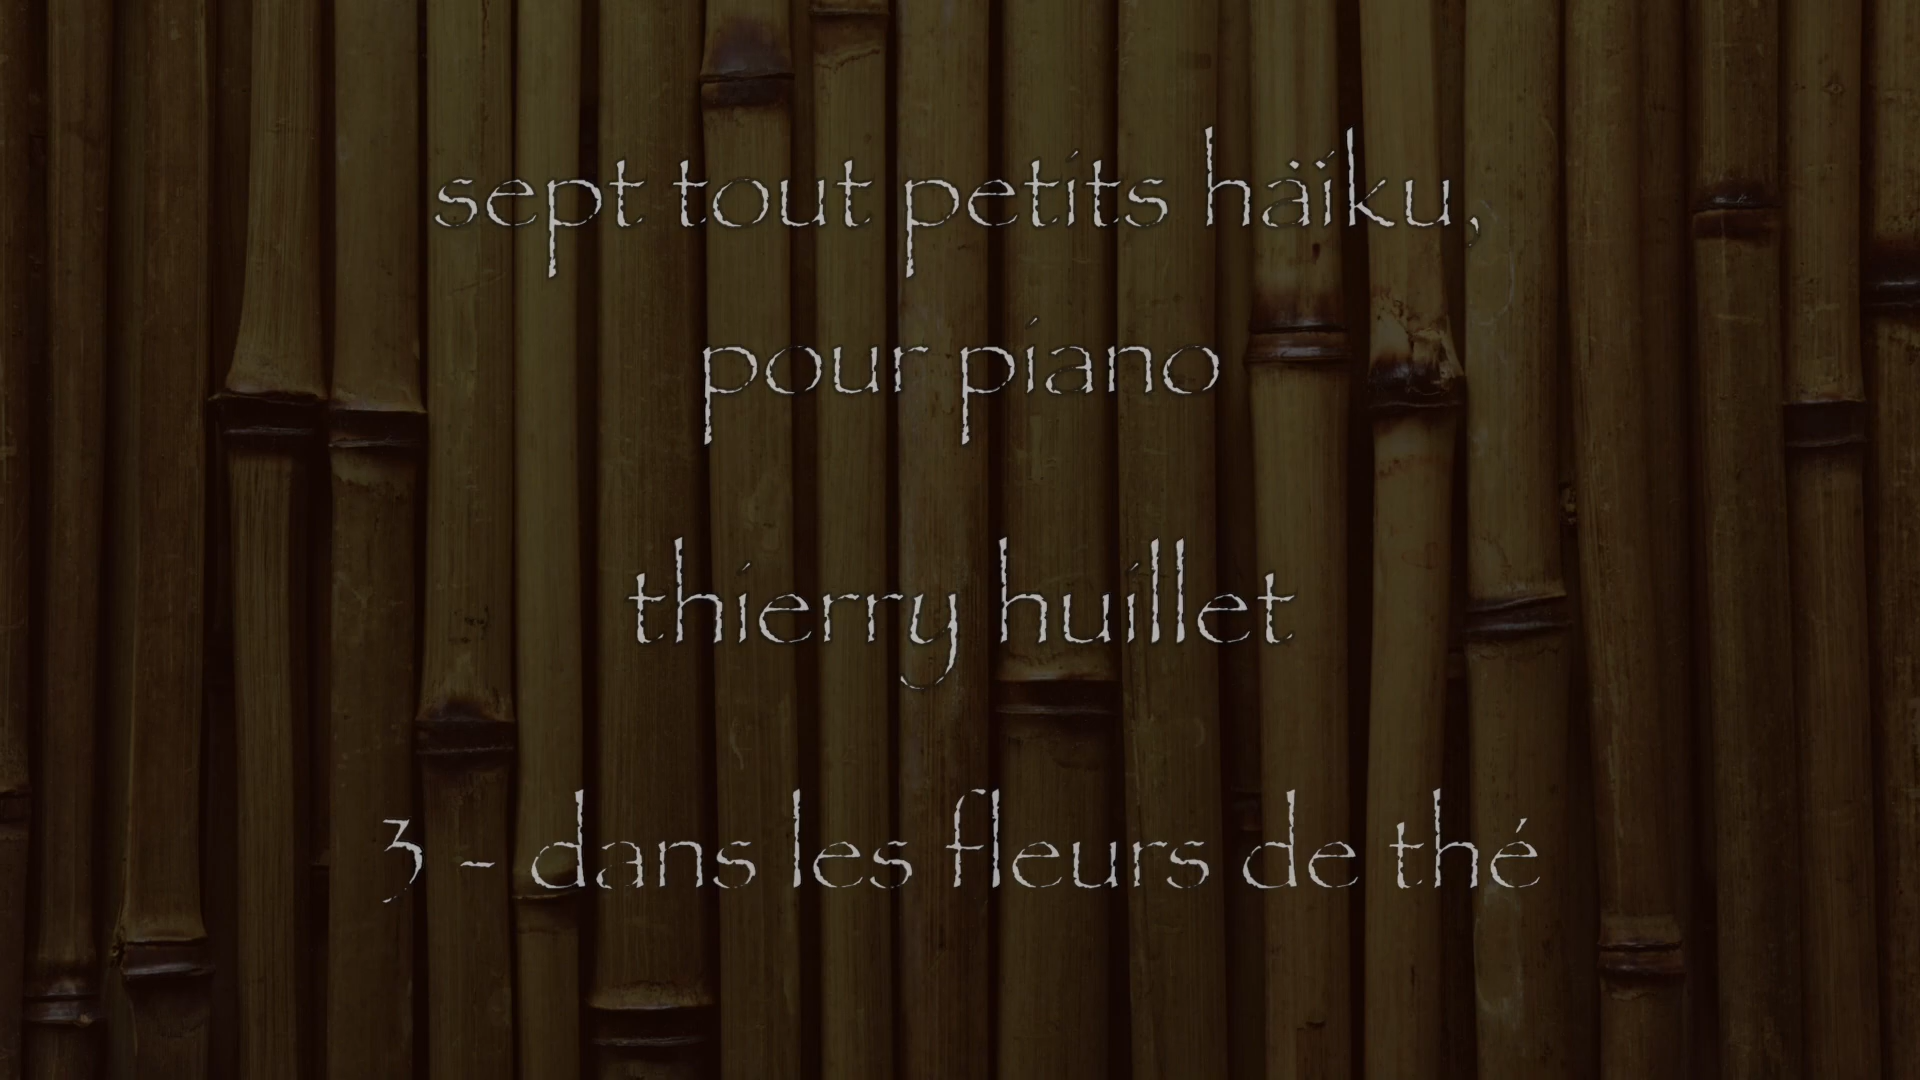 sept tout petits haïku,
pour piano
thierry huillet
3 - dans les fleurs de thé